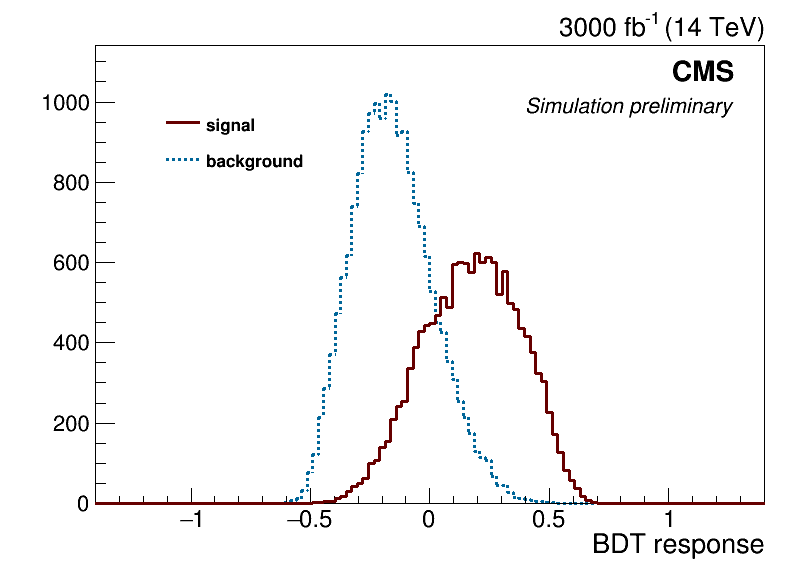 3000 fb⁻¹ (14 TeV)
CMS
Simulation preliminary
signal
background
1000
800
600
400
200
0
−1
−0.5
0
0.5
1
BDT response